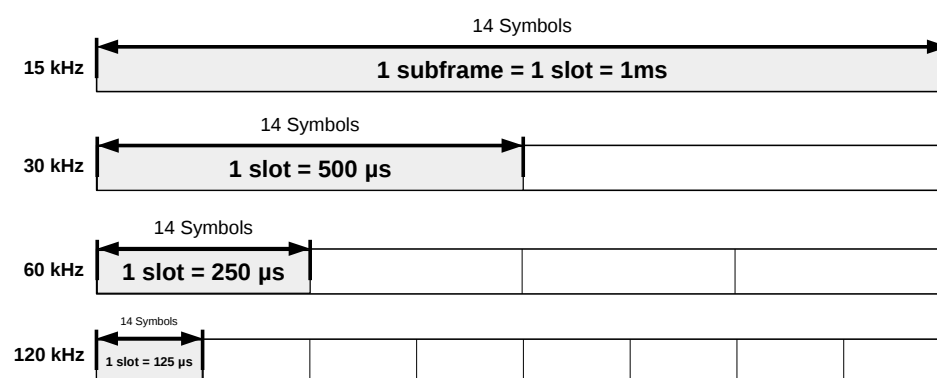 14 Symbols
15 kHz
1 subframe = 1 slot = 1ms
14 Symbols
30 kHz
1 slot = 500 µs
14 Symbols
60 kHz
1 slot = 250 µs
14 Symbols
120 kHz
1 slot = 125 µs